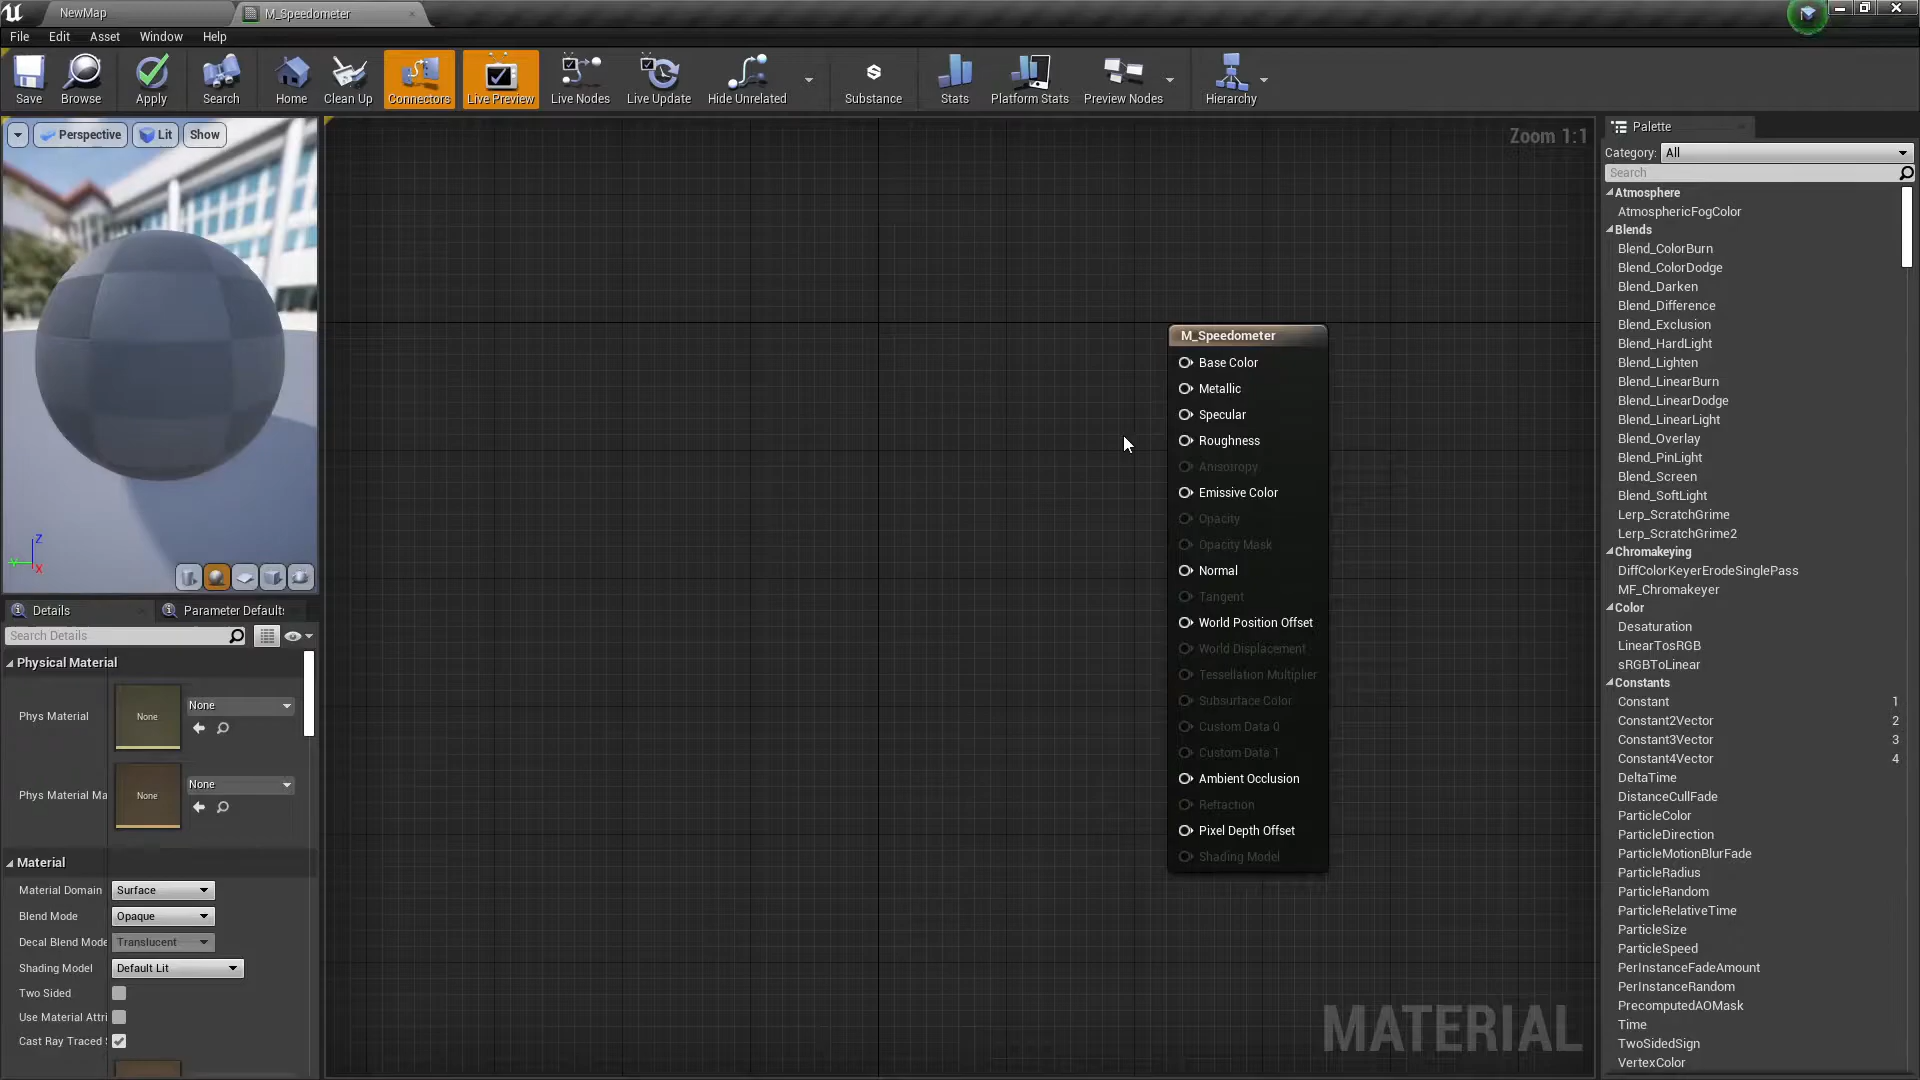 NewMap
M_Speedometer
File Edit Asset Window Help
Save Browse Apply Search Home Clean Up Connectors Live Preview Live Nodes Live Update Hide Unrelated Substance Stats Platform Stats Preview Nodes Hierarchy
Perspective Lit Show
Zoom 1:1
Z
Y
X
M_Speedometer
Base Color
Metallic
Specular
Roughness
Anisotropy
Emissive Color
Opacity
Opacity Mask
Normal
Tangent
World Position Offset
World Displacement
Tessellation Multiplier
Subsurface Color
Custom Data 0
Custom Data 1
Ambient Occlusion
Refraction
Pixel Depth Offset
Shading Model
MATERIAL
Details
Parameter Defaults
Search Details
Physical Material
Phys Material None None
Phys Material Ma None None
Material
Material Domain Surface
Blend Mode Opaque
Decal Blend Mode Translucent
Shading Model Default Lit
Two Sided
Use Material Attri
Cast Ray Traced
Palette
Category: All
Search
Atmosphere
AtmosphericFogColor
Blends
Blend_ColorBurn
Blend_ColorDodge
Blend_Darken
Blend_Difference
Blend_Exclusion
Blend_HardLight
Blend_Lighten
Blend_LinearBurn
Blend_LinearDodge
Blend_LinearLight
Blend_Overlay
Blend_PinLight
Blend_Screen
Blend_SoftLight
Lerp_ScratchGrime
Lerp_ScratchGrime2
Chromakeying
DiffColorKeyerErodeSinglePass
MF_Chromakeyer
Color
Desaturation
LinearTosRGB
sRGBToLinear
Constants
Constant 1
Constant2Vector 2
Constant3Vector 3
Constant4Vector 4
DeltaTime
DistanceCullFade
ParticleColor
ParticleDirection
ParticleMotionBlurFade
ParticleRadius
ParticleRandom
ParticleRelativeTime
ParticleSize
ParticleSpeed
PerInstanceFadeAmount
PerInstanceRandom
PrecomputedAOMask
Time
TwoSidedSign
VertexColor